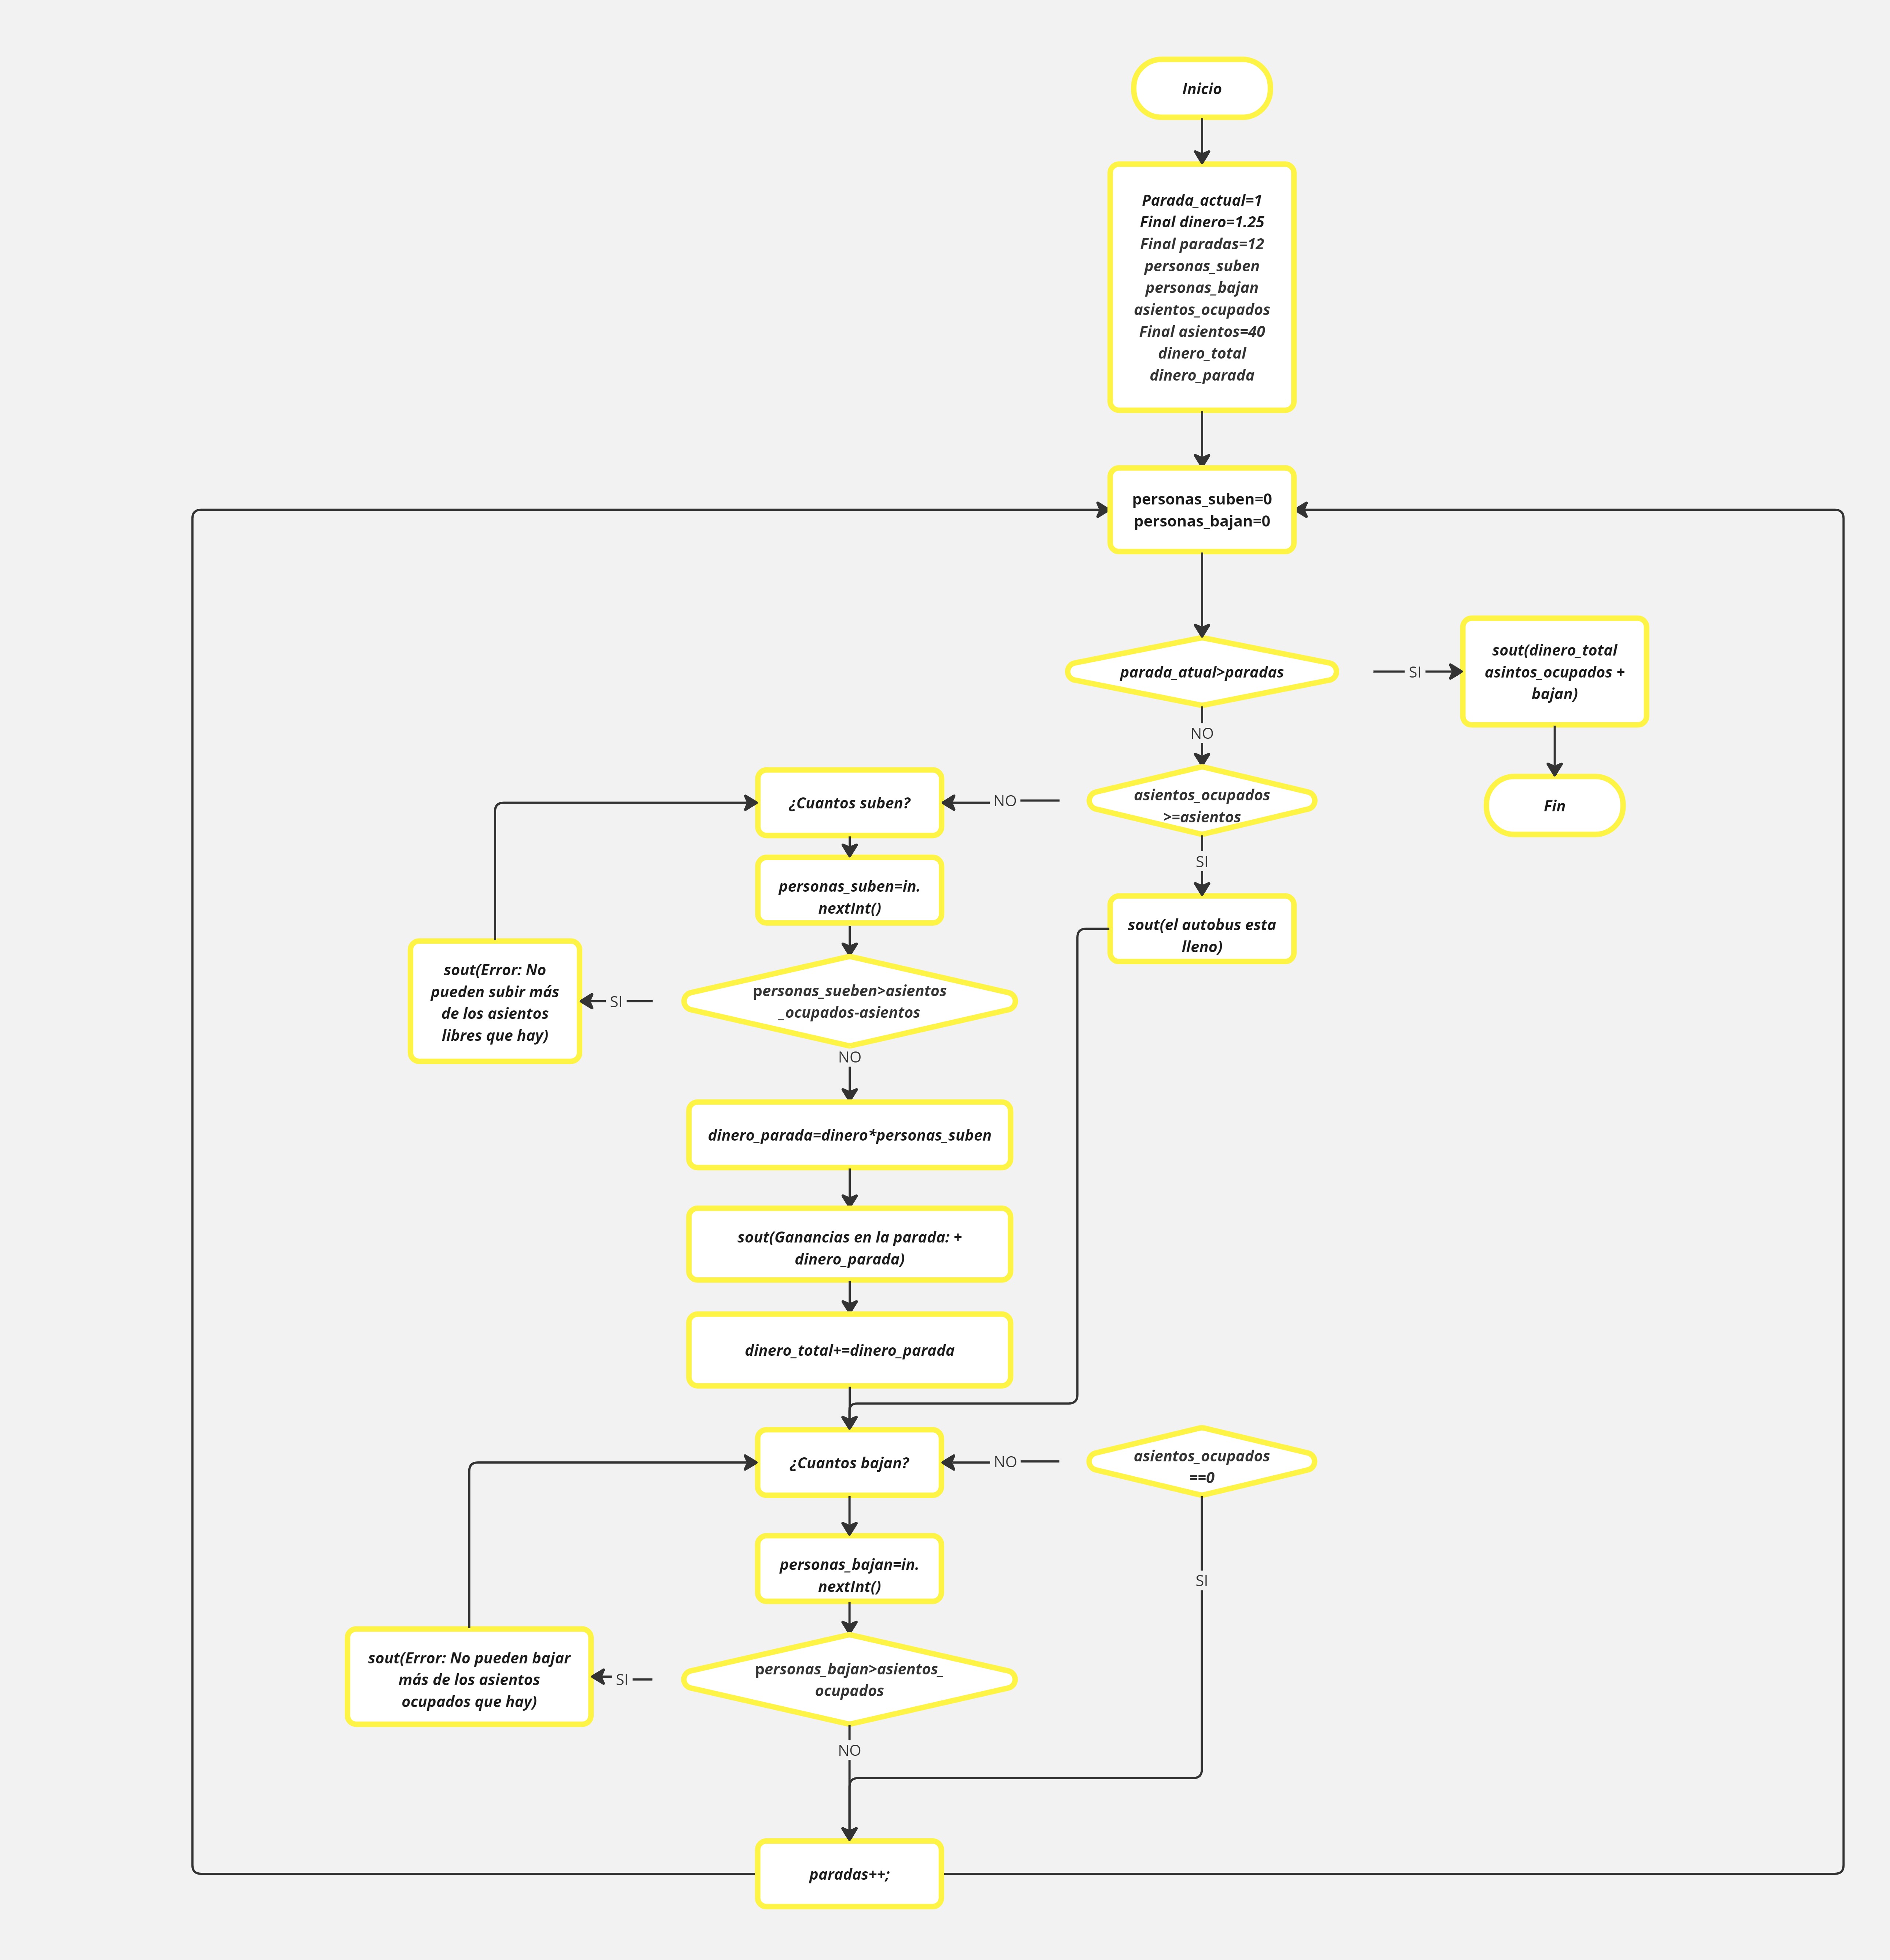 Inicio
Parada_actual=1
Final dinero=1.25
Final paradas=12
personas_suben
personas_bajan
asientos_ocupados
Final asientos=40
dinero_total
dinero_parada
personas_suben=0
personas_bajan=0
parada_atual>paradas
SI
sout(dinero_total
asintos_ocupados +
bajan)
Fin
NO
asientos_ocupados
>=asientos
NO
¿Cuantos suben?
SI
sout(el autobus esta
lleno)
personas_suben=in.
nextInt()
personas_sueben>asientos
_ocupados-asientos
SI
sout(Error: No
pueden subir más
de los asientos
libres que hay)
NO
dinero_parada=dinero*personas_suben
sout(Ganancias en la parada: +
dinero_parada)
dinero_total+=dinero_parada
¿Cuantos bajan?
NO
asientos_ocupados
==0
SI
personas_bajan=in.
nextInt()
personas_bajan>asientos_
ocupados
SI
sout(Error: No pueden bajar
más de los asientos
ocupados que hay)
NO
paradas++;